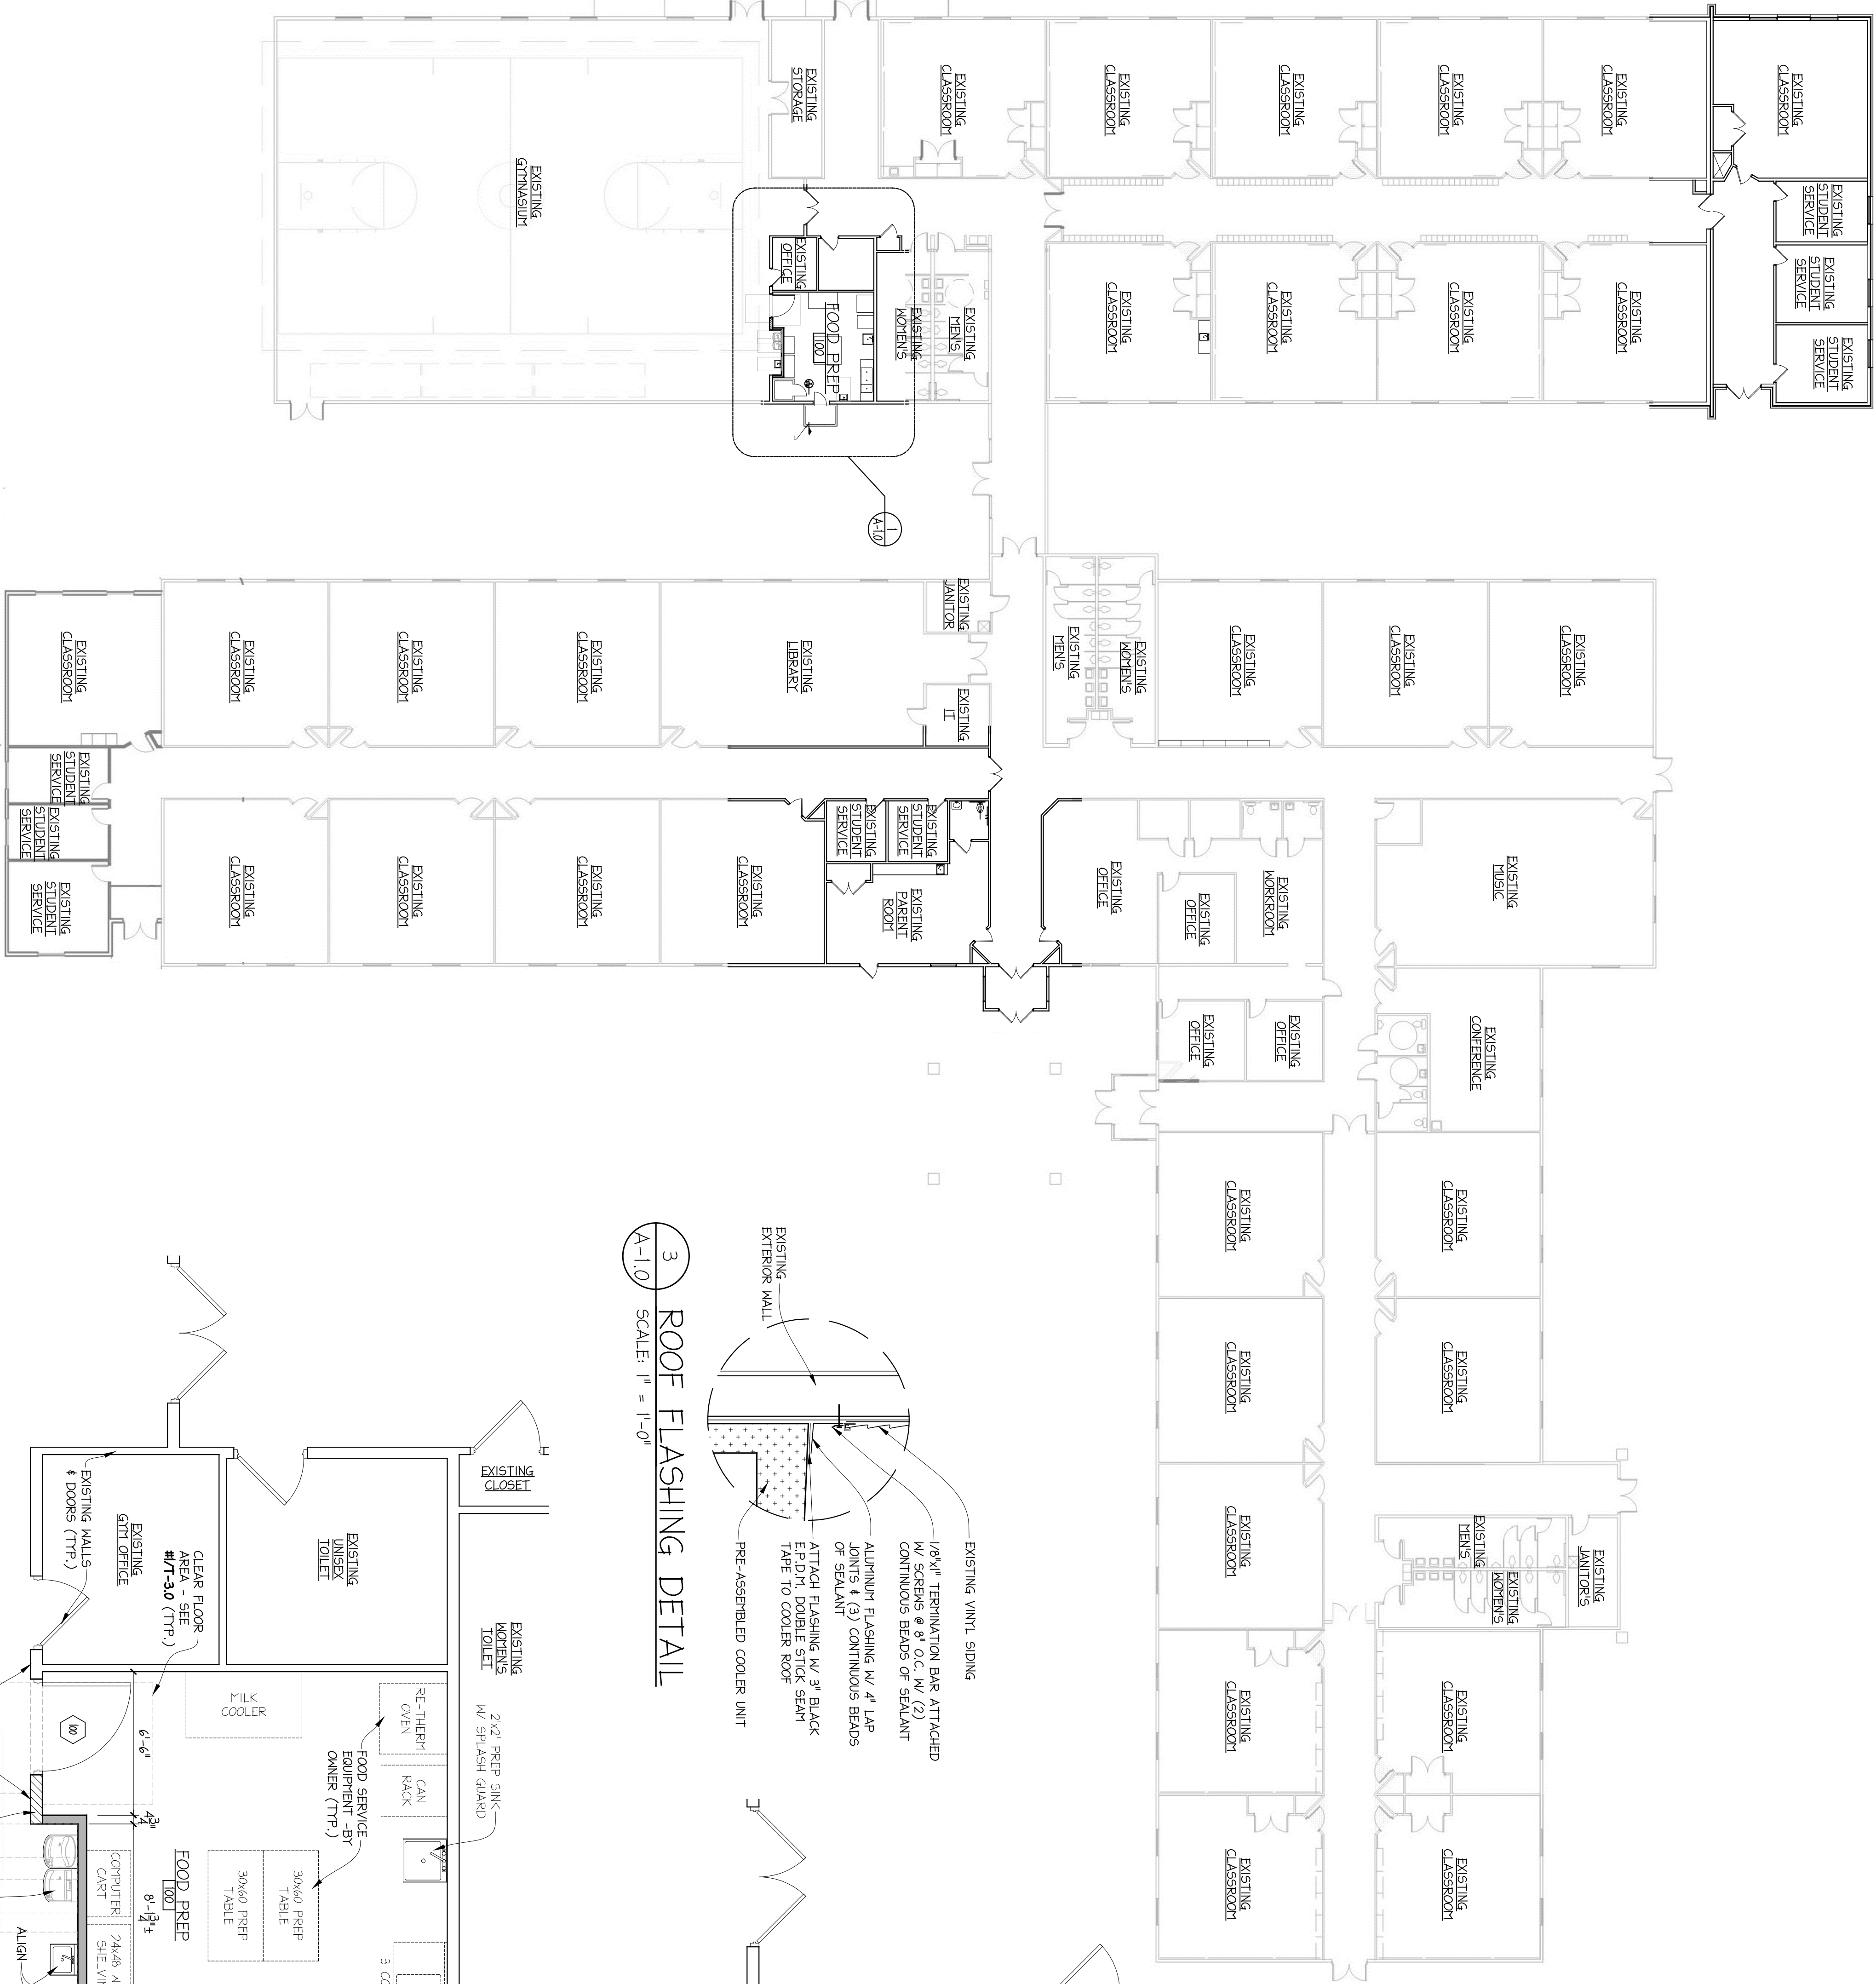 EXISTING
STORAGE
EXISTING
CLASSROOM
EXISTING
CLASSROOM
EXISTING
CLASSROOM
EXISTING
CLASSROOM
EXISTING
CLASSROOM
EXISTING
CLASSROOM
EXISTING
GYMNASIUM
EXISTING
OFFICE
FOOD PREP
100
EXISTING
WOMEN'S
EXISTING
MEN'S
EXISTING
CLASSROOM
EXISTING
CLASSROOM
EXISTING
CLASSROOM
EXISTING
CLASSROOM
EXISTING
STUDENT
SERVICE
EXISTING
STUDENT
SERVICE
EXISTING
STUDENT
SERVICE
1
A-1.0
EXISTING
CLASSROOM
EXISTING
CLASSROOM
EXISTING
CLASSROOM
EXISTING
CLASSROOM
EXISTING
LIBRARY
EXISTING
JANITOR
EXISTING
IT
EXISTING
MEN'S
EXISTING
WOMEN'S
EXISTING
CLASSROOM
EXISTING
CLASSROOM
EXISTING
CLASSROOM
EXISTING
STUDENT
SERVICE
EXISTING
STUDENT
SERVICE
EXISTING
STUDENT
SERVICE
EXISTING
CLASSROOM
EXISTING
CLASSROOM
EXISTING
CLASSROOM
EXISTING
CLASSROOM
EXISTING
STUDENT
SERVICE
EXISTING
STUDENT
SERVICE
EXISTING
PARENT
ROOM
EXISTING
OFFICE
EXISTING
OFFICE
EXISTING
WORKROOM
EXISTING
MUSIC
EXISTING
OFFICE
EXISTING
OFFICE
EXISTING
CONFERENCE
EXISTING
CLASSROOM
EXISTING
CLASSROOM
EXISTING
CLASSROOM
EXISTING
CLASSROOM
EXISTING
CLASSROOM
EXISTING
MEN'S
EXISTING
WOMEN'S
EXISTING
JANITOR'S
EXISTING
CLASSROOM
EXISTING
CLASSROOM
EXISTING
CLASSROOM
EXISTING
CLASSROOM
EXISTING
EXTERIOR WALL
EXISTING VINYL SIDING
1/8"x1" TERMINATION BAR ATTACHED
W/ SCREWS @ 8" O.C. W/ (2)
CONTINUOUS BEADS OF SEALANT
ALUMINUM FLASHING W/ 4" LAP
JOINTS & (3) CONTINUOUS BEADS
OF SEALANT
ATTACH FLASHING W/ 3" BLACK
E.P.D.M. DOUBLE STICK SEAM
TAPE TO COOLER ROOF
PRE-ASSEMBLED COOLER UNIT
3
A-1.0
ROOF FLASHING DETAIL
SCALE: 1" = 1'-0"
EXISTING
CLOSET
EXISTING
WOMEN'S
TOILET
EXISTING
UNISEX
TOILET
EXISTING
GYM OFFICE
EXISTING WALLS
& DOORS (TYP.)
CLEAR FLOOR
AREA - SEE
#1/T-3.0 (TYP.)
2'x2' PREP SINK
W/ SPLASH GUARD
RE-THERM
OVEN
CAN
RACK
MILK
COOLER
FOOD SERVICE
EQUIPMENT -BY
OWNER (TYP.)
30x60 PREP
TABLE
30x60 PREP
TABLE
FOOD PREP
100
100
6'-6"
4 3/4"
8'-1 3/4"±
COMPUTER
CART
24x48 W
SHELVIN
3 CO
ALIGN